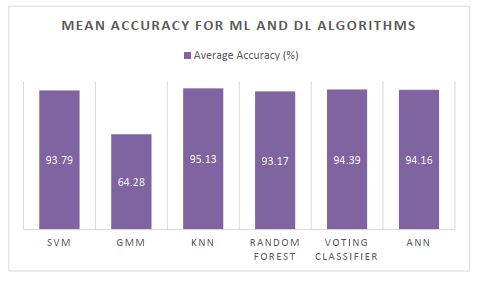 MEAN ACCURACY FOR ML AND DL ALGORITHMS
Average Accuracy (%)
93.79
64.28
95.13
93.17
94.39
94.16
SVM
GMM
KNN
RANDOM FOREST
VOTING CLASSIFIER
ANN